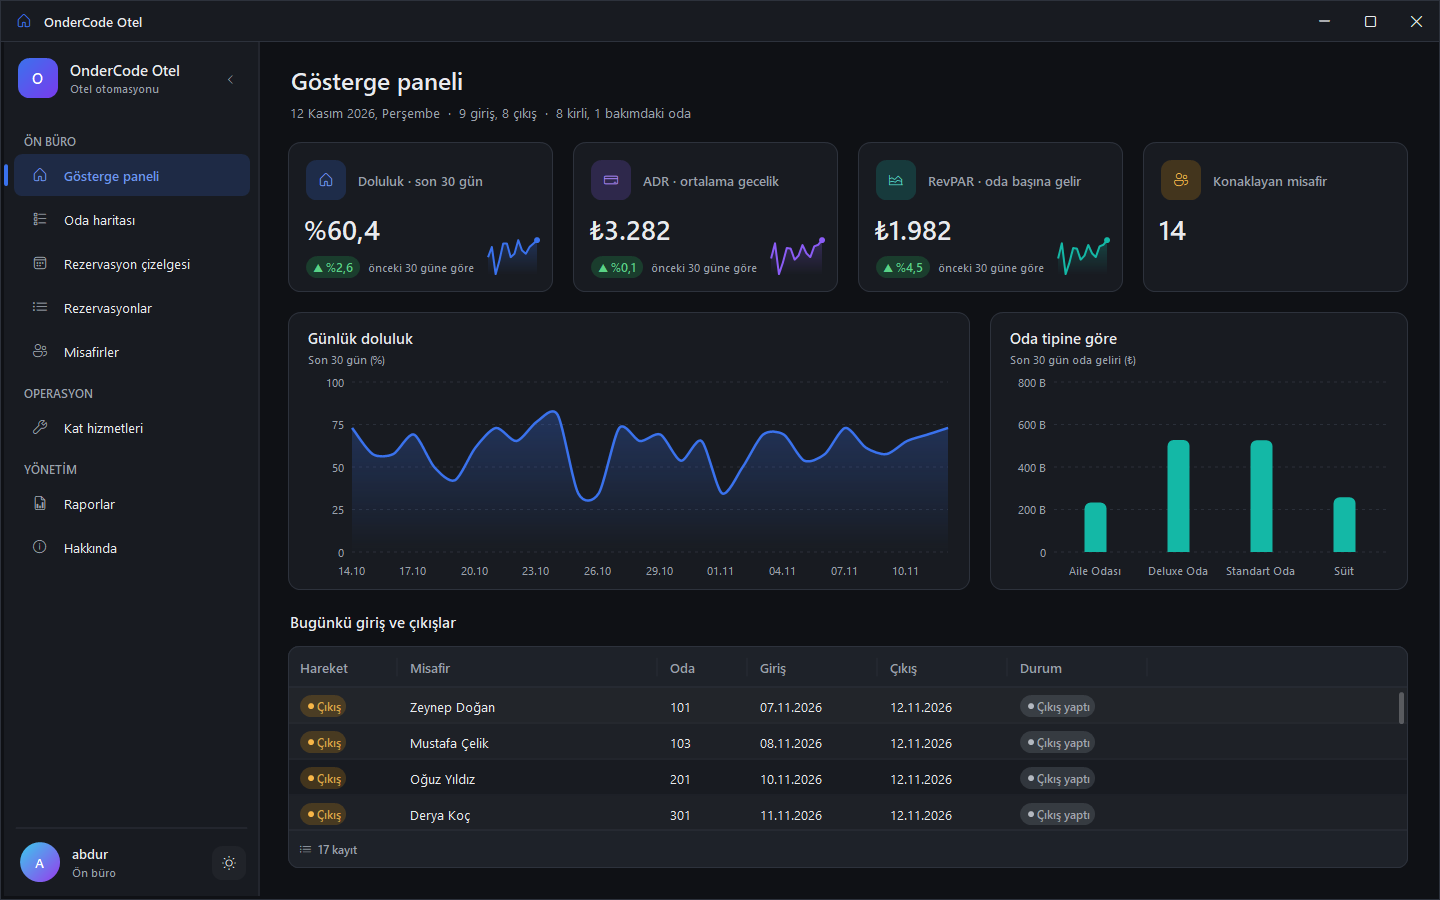 OnderCode Otel
O
OnderCode Otel
Otel otomasyonu
ÖN BÜRO
Gösterge paneli
Oda haritası
Rezervasyon çizelgesi
Rezervasyonlar
Misafirler
OPERASYON
Kat hizmetleri
YÖNETİM
Raporlar
Hakkında
A
abdur
Ön büro
Gösterge paneli
12 Kasım 2026, Perşembe · 9 giriş, 8 çıkış · 8 kirli, 1 bakımdaki oda
Doluluk · son 30 gün
%60,4
▲ %2,6 önceki 30 güne göre
ADR · ortalama gecelik
₺3.282
▲ %0,1 önceki 30 güne göre
RevPAR · oda başına gelir
₺1.982
▲ %4,5 önceki 30 güne göre
Konaklayan misafir
14
Günlük doluluk
Son 30 gün (%)
100
75
50
25
0
14.10 17.10 20.10 23.10 26.10 29.10 01.11 04.11 07.11 10.11
Oda tipine göre
Son 30 gün oda geliri (₺)
800 B
600 B
400 B
200 B
0
Aile Odası Deluxe Oda Standart Oda Süit
Bugünkü giriş ve çıkışlar
Hareket Misafir Oda Giriş Çıkış Durum
Çıkış Zeynep Doğan 101 07.11.2026 12.11.2026 Çıkış yaptı
Çıkış Mustafa Çelik 103 08.11.2026 12.11.2026 Çıkış yaptı
Çıkış Oğuz Yıldız 201 10.11.2026 12.11.2026 Çıkış yaptı
Çıkış Derya Koç 301 11.11.2026 12.11.2026 Çıkış yaptı
17 kayıt